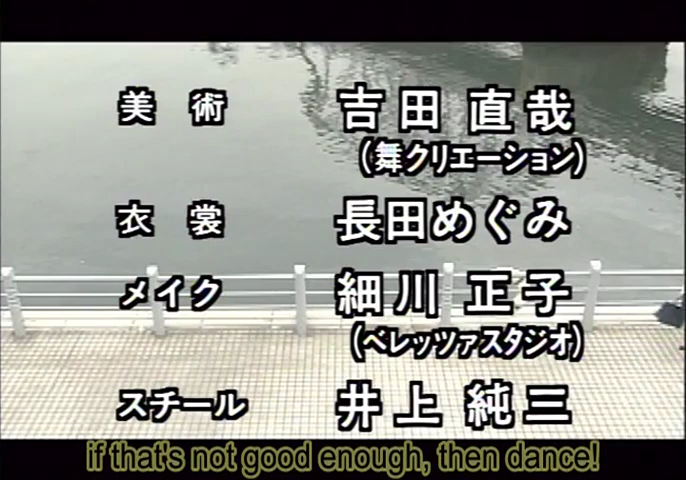 美術 吉田 直哉
(舞クリエーション)
衣裳 長田めぐみ
メイク 細川 正子
(ベレッツァスタジオ)
スチール 井上 純三
if that's not good enough, then dance!